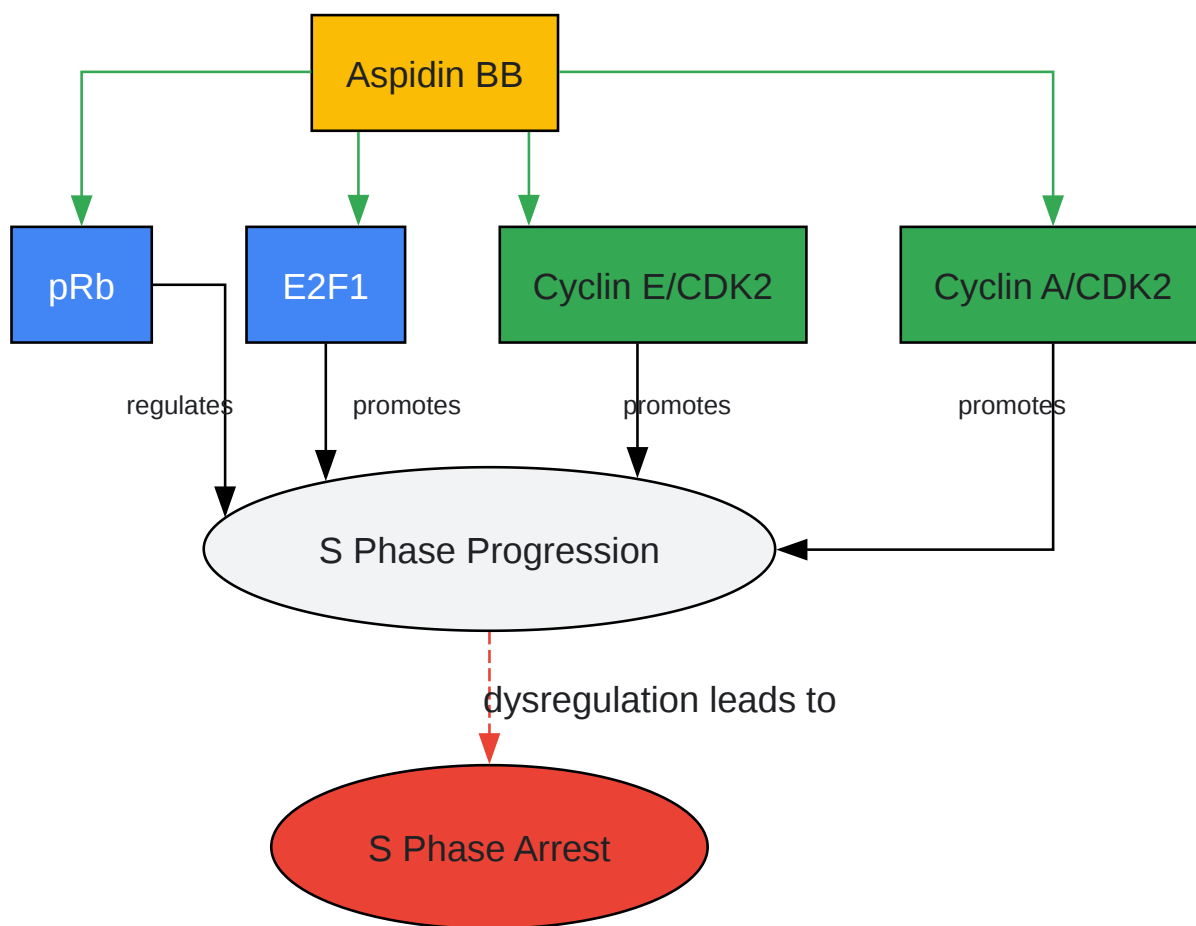 Aspidin BB
pRb
E2F1
Cyclin E/CDK2
Cyclin A/CDK2
regulates
promotes
promotes
promotes
S Phase Progression
dysregulation leads to
S Phase Arrest